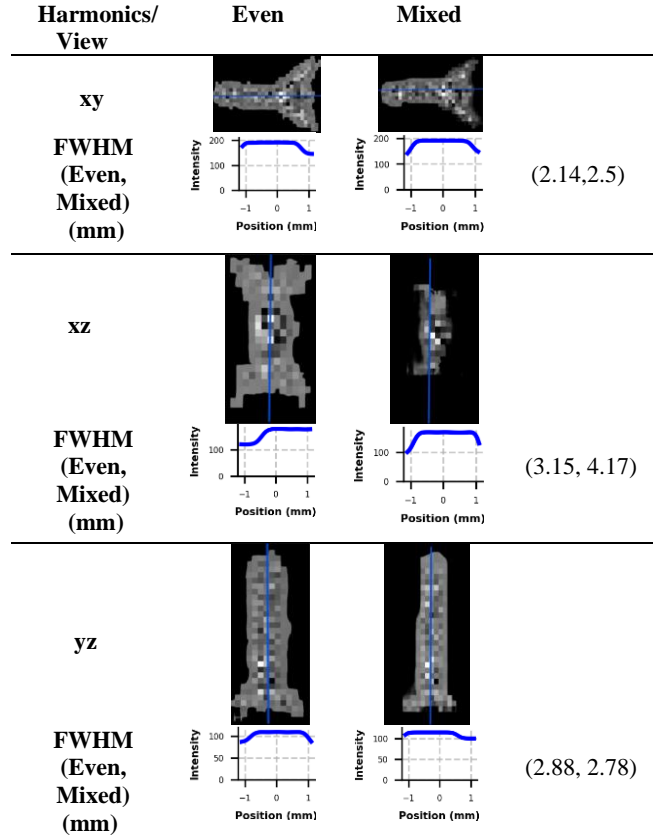 Harmonics/ Even Mixed
View
xy
FWHM
(Even,
Mixed)
(mm)
Intensity
200
100
0
−1 0 1
Position (mm)
Intensity
200
100
0
−1 0 1
Position (mm)
(2.14,2.5)
xz
FWHM
(Even,
Mixed)
(mm)
Intensity
100
0
−1 0 1
Position (mm)
Intensity
100
0
−1 0 1
Position (mm)
(3.15, 4.17)
yz
FWHM
(Even,
Mixed)
(mm)
Intensity
100
50
0
−1 0 1
Position (mm)
Intensity
100
50
0
−1 0 1
Position (mm)
(2.88, 2.78)